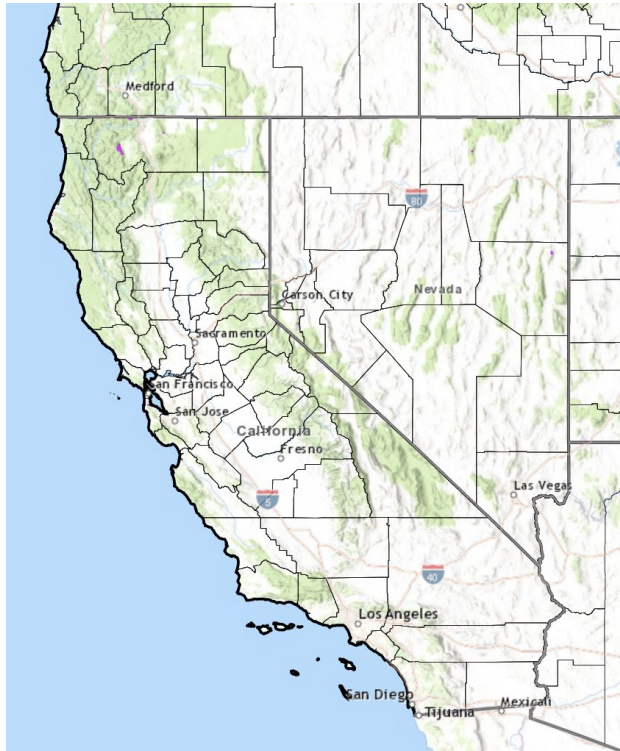 Medford
80
Carson City
Nevada
Sacramento
San Francisco
San Jose
California
Fresno
5
Las Vegas
40
Los Angeles
San Diego
Tijuana
Mexicali